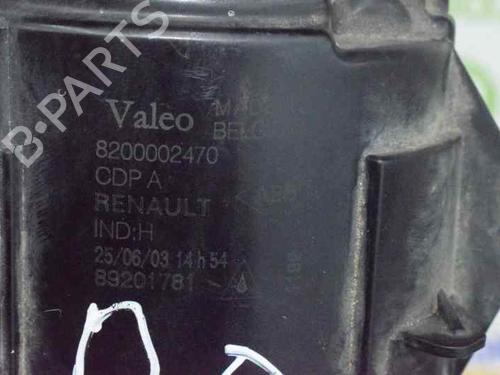 B-PARTS
Valeo
8200002470
CDP A
RENAULT
IND:H
25/06/03 14 h 54
89201781